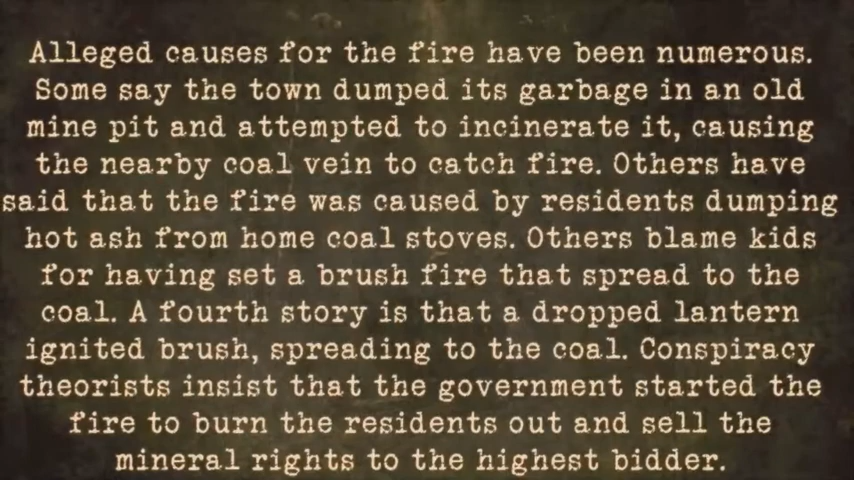 Alleged causes for the fire have been numerous.
Some say the town dumped its garbage in an old
mine pit and attempted to incinerate it, causing
the nearby coal vein to catch fire. Others have
said that the fire was caused by residents dumping
hot ash from home coal stoves. Others blame kids
for having set a brush fire that spread to the
coal. A fourth story is that a dropped lantern
ignited brush, spreading to the coal. Conspiracy
theorists insist that the government started the
fire to burn the residents out and sell the
mineral rights to the highest bidder.